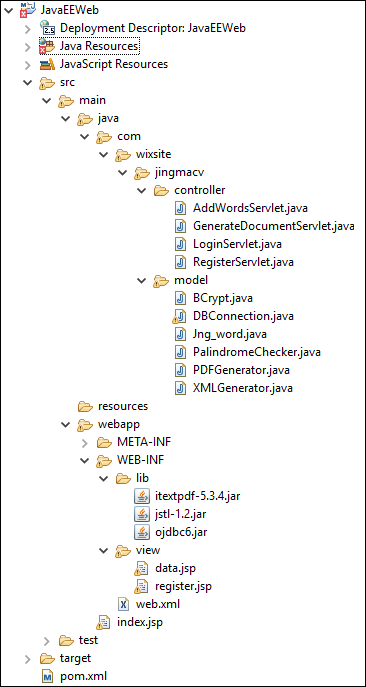 JavaEEWeb
Deployment Descriptor: JavaEEWeb
Java Resources
JavaScript Resources
src
main
java
com
wixsite
jingmacv
controller
AddWordsServlet.java
GenerateDocumentServlet.java
LoginServlet.java
RegisterServlet.java
model
BCrypt.java
DBConnection.java
Jng_word.java
PalindromeChecker.java
PDFGenerator.java
XMLGenerator.java
resources
webapp
META-INF
WEB-INF
lib
itextpdf-5.3.4.jar
jstl-1.2.jar
ojdbc6.jar
view
data.jsp
register.jsp
web.xml
index.jsp
test
target
pom.xml